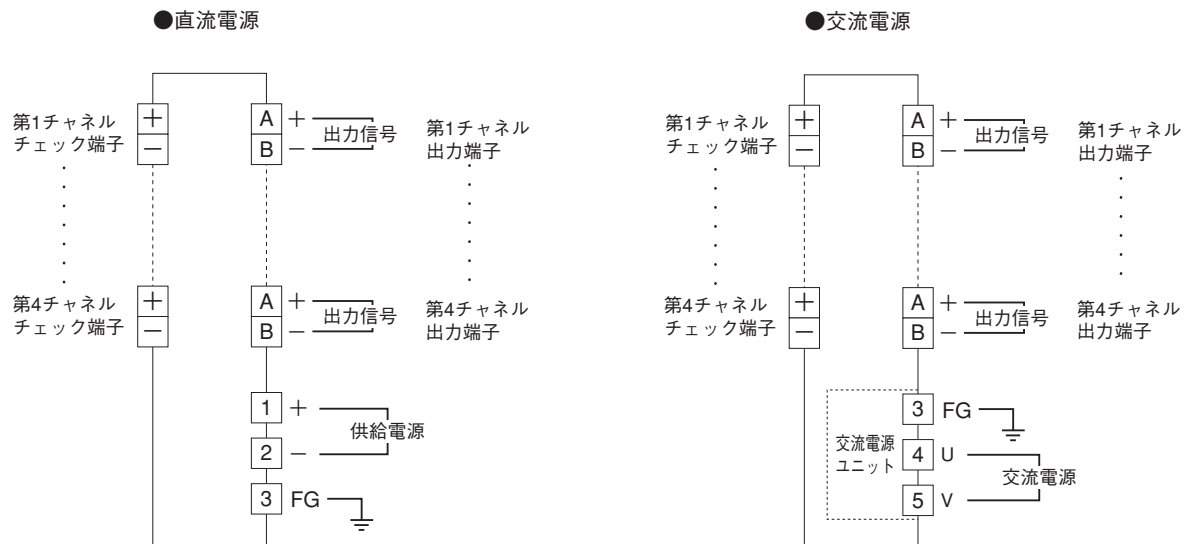 ●直流電源
第1チャネル
チェック端子
+
−
A
B
+
−
出力信号
第1チャネル
出力端子
第4チャネル
チェック端子
+
−
A
B
+
−
出力信号
第4チャネル
出力端子
1
+
2
−
供給電源
3
FG
●交流電源
第1チャネル
チェック端子
+
−
A
B
+
−
出力信号
第1チャネル
出力端子
第4チャネル
チェック端子
+
−
A
B
+
−
出力信号
第4チャネル
出力端子
交流電源
ユニット
3
FG
4
U
5
V
交流電源